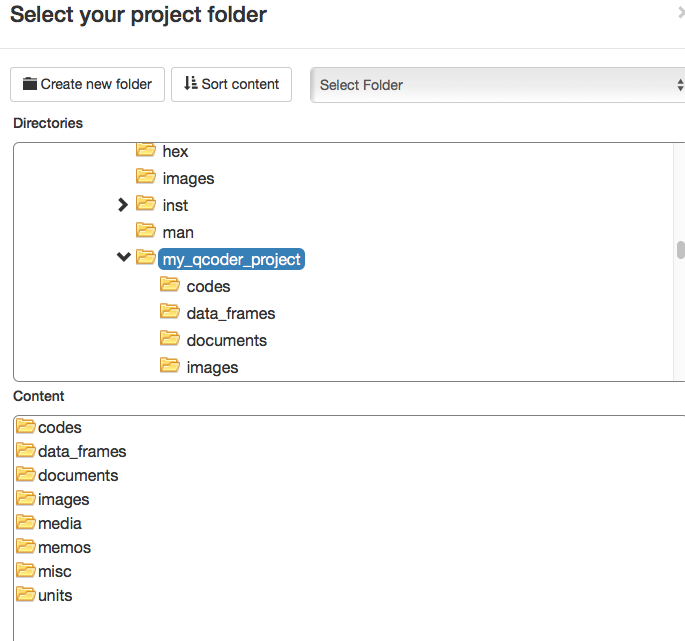 Select your project folder
Create new folder
Sort content
Select Folder
Directories
hex
images
inst
man
my_qcoder_project
codes
data_frames
documents
images
Content
codes
data_frames
documents
images
media
memos
misc
units